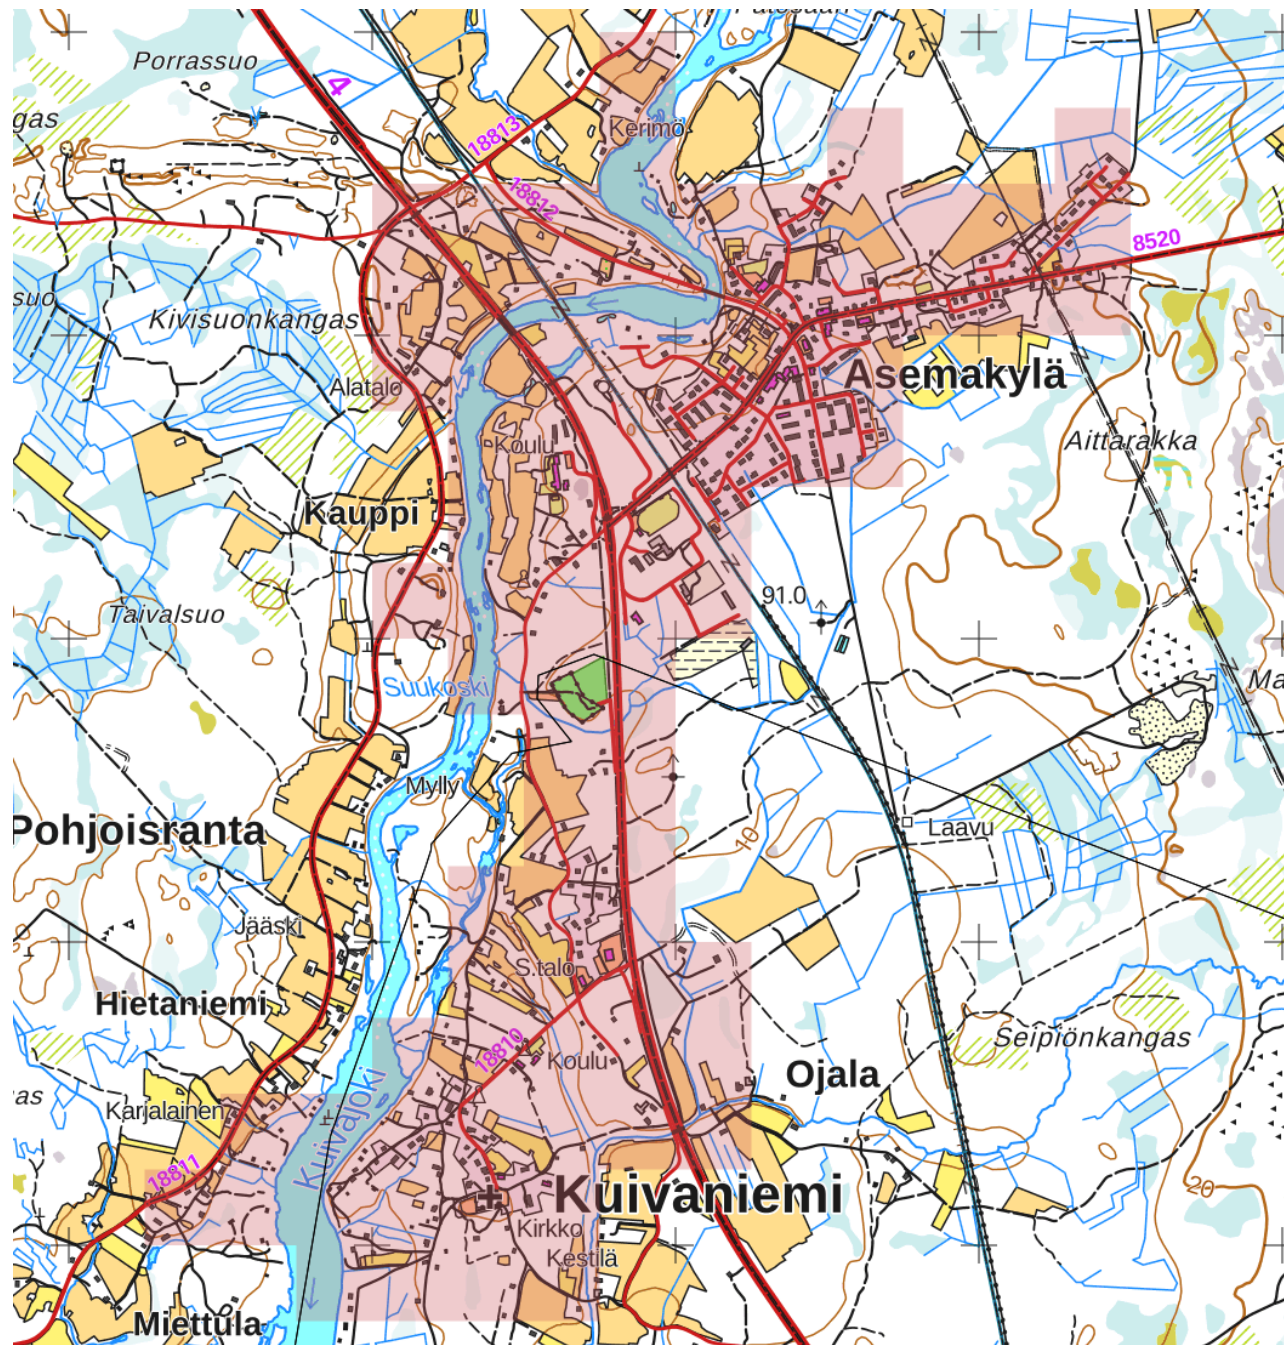 Porrassuo
4
gas
18813
Kerimö
18812
8520
suo
Kivisuonkangas
Alatalo
Asemakylä
Koulu
Aittarakka
Kauppi
91.0
Taivalsuo
Suukoski
Ma
Mylly
Pohjoisranta
10
Laavu
Jääski
S.talo
Hietaniemi
18810
Koulu
Seipiönkangas
Ojala
as
Karjalainen
Kuivajoki
18811
20
Kuivaniemi
Kirkko
Kestilä
Miettula